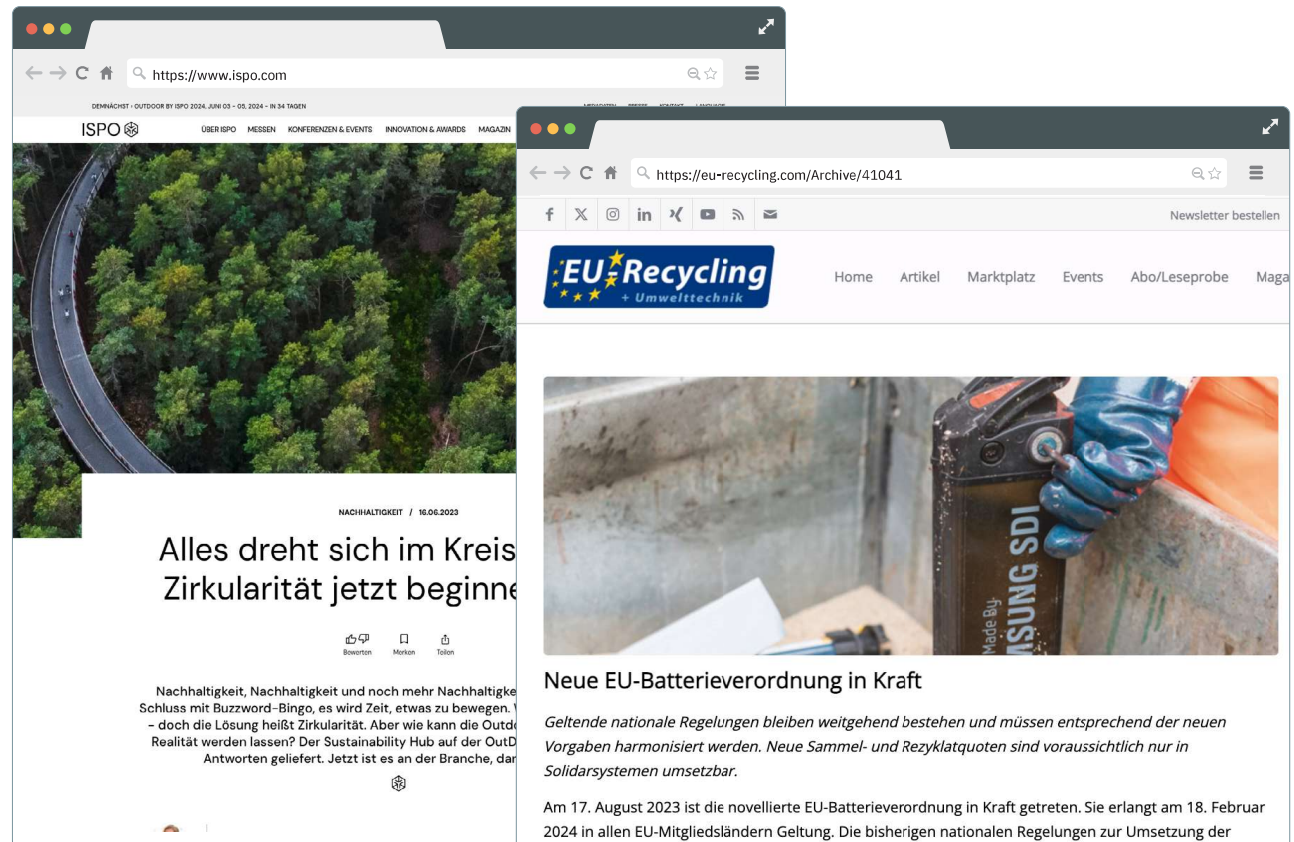 https://www.ispo.com
DEMNÄCHST › OUTDOOR BY ISPO 2024, JUNI 03 – 05, 2024 - IN 34 TAGEN
ISPO
ÜBER ISPO MESSEN KONFERENZEN & EVENTS INNOVATION & AWARDS MAGAZIN
NACHHALTIGKEIT / 16.06.2023
Alles dreht sich im Kreis
Zirkularität jetzt beginne
Bewerten Merken Teilen
Nachhaltigkeit, Nachhaltigkeit und noch mehr Nachhaltigke
Schluss mit Buzzword-Bingo, es wird Zeit, etwas zu bewegen.
– doch die Lösung heißt Zirkularität. Aber wie kann die Outdo
Realität werden lassen? Der Sustainability Hub auf der OutD
Antworten geliefert. Jetzt ist es an der Branche, dar
https://eu-recycling.com/Archive/41041
Newsletter bestellen
EU-Recycling
+ Umwelttechnik
Home Artikel Marktplatz Events Abo/Leseprobe Maga
Made By
MSUNG SDI
Neue EU-Batterieverordnung in Kraft
Geltende nationale Regelungen bleiben weitgehend bestehen und müssen entsprechend der neuen
Vorgaben harmonisiert werden. Neue Sammel- und Rezyklatquoten sind voraussichtlich nur in
Solidarsystemen umsetzbar.
Am 17. August 2023 ist die novellierte EU-Batterieverordnung in Kraft getreten. Sie erlangt am 18. Februar
2024 in allen EU-Mitgliedsländern Geltung. Die bisherigen nationalen Regelungen zur Umsetzung der